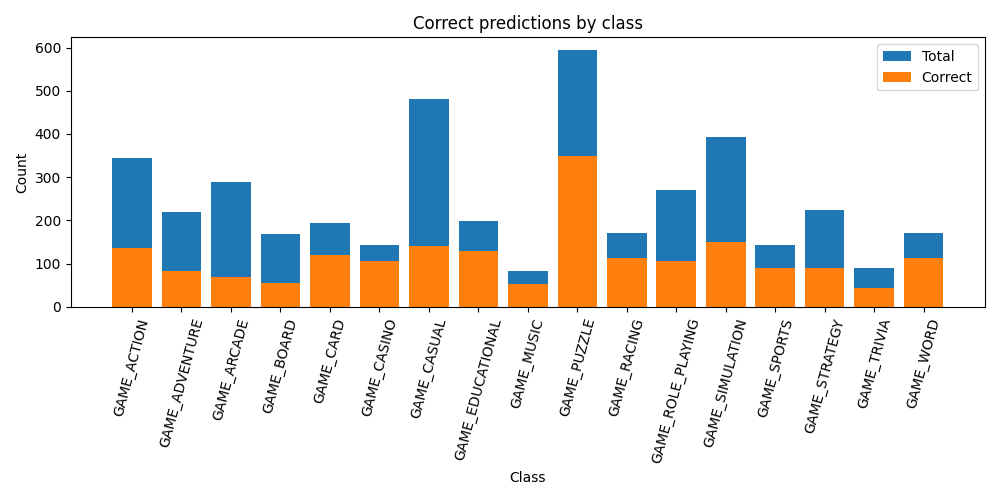 Correct predictions by class
Total
Correct
Count
600
500
400
300
200
100
0
GAME_ACTION
GAME_ADVENTURE
GAME_ARCADE
GAME_BOARD
GAME_CARD
GAME_CASINO
GAME_CASUAL
GAME_EDUCATIONAL
GAME_MUSIC
GAME_PUZZLE
GAME_RACING
GAME_ROLE_PLAYING
GAME_SIMULATION
GAME_SPORTS
GAME_STRATEGY
GAME_TRIVIA
GAME_WORD
Class